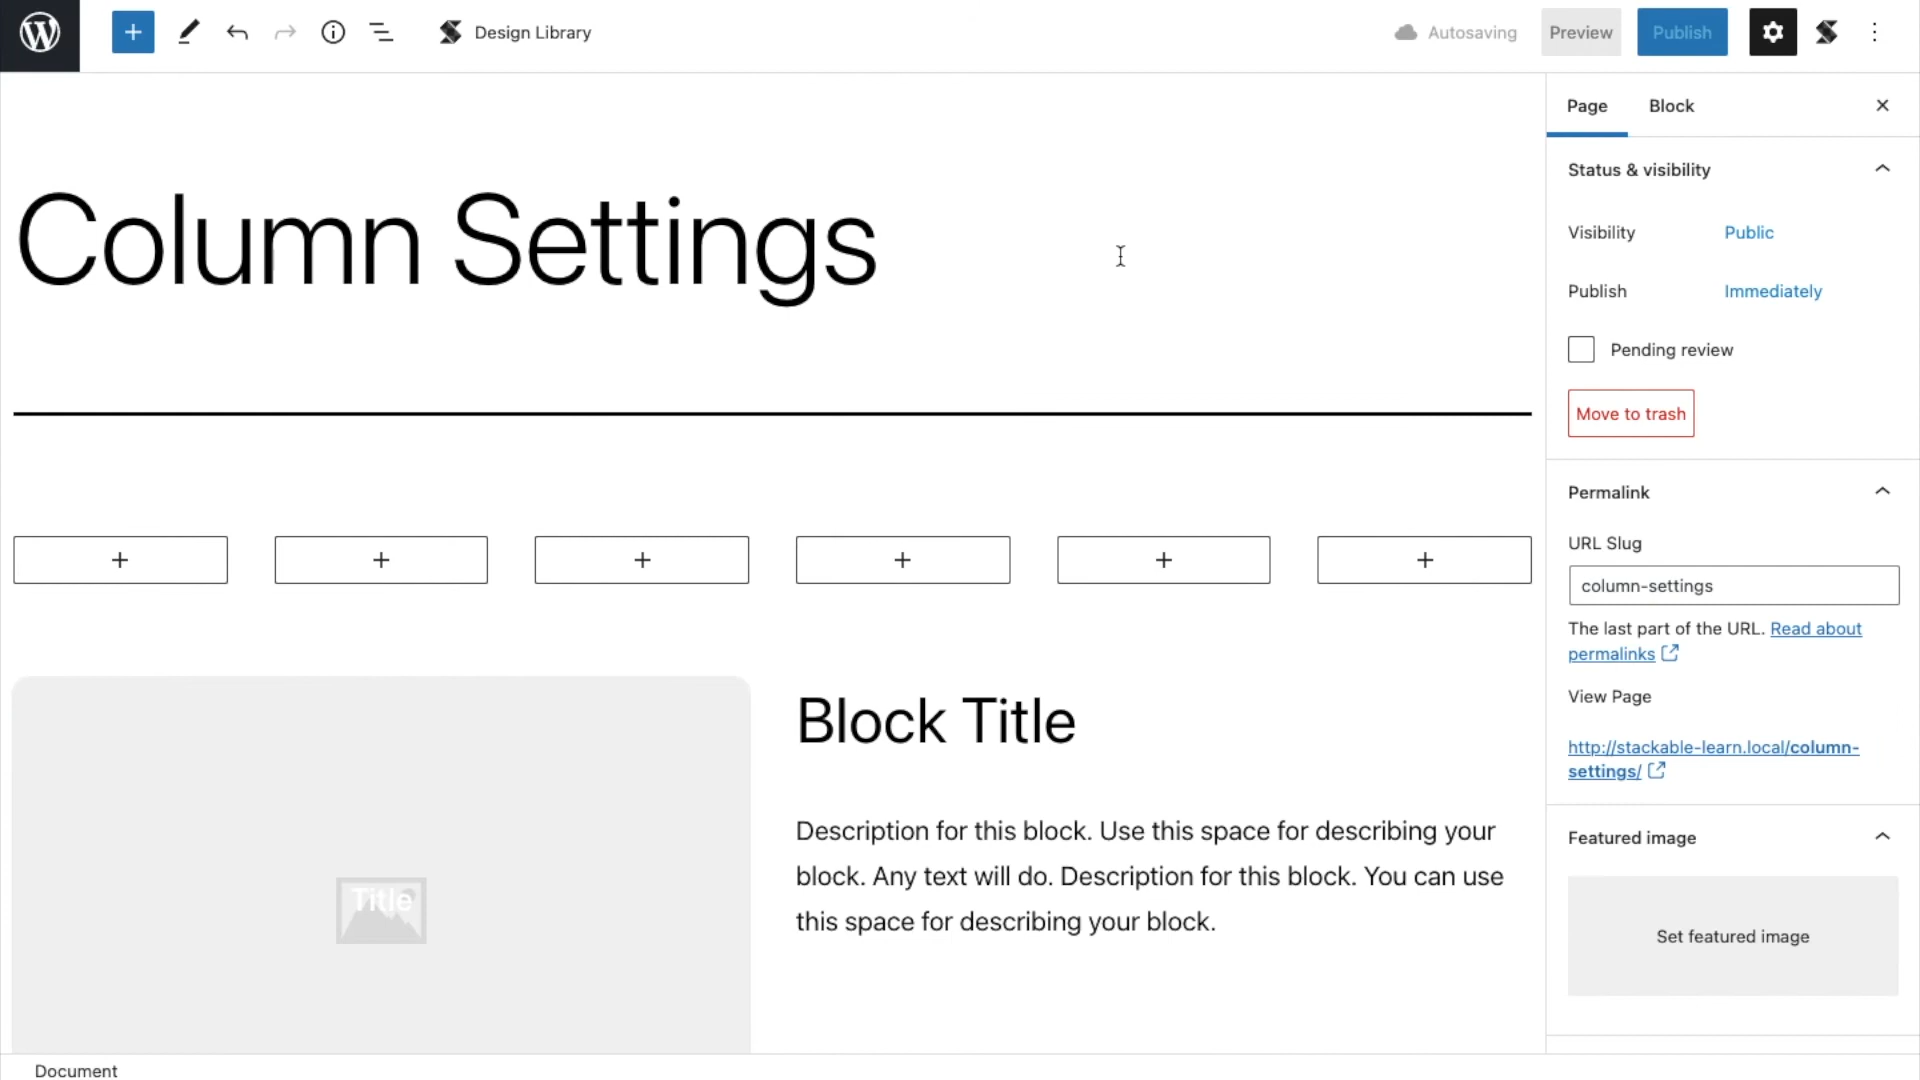 Design Library
Autosaving
Preview
Publish
Page
Block
Status & visibility
Visibility
Public
Publish
Immediately
Pending review
Move to trash
Permalink
URL Slug
column-settings
The last part of the URL. Read about
permalinks
View Page
http://stackable-learn.local/column-
settings/
Featured image
Set featured image
Column Settings
Title
Block Title
Description for this block. Use this space for describing your
block. Any text will do. Description for this block. You can use
this space for describing your block.
Document